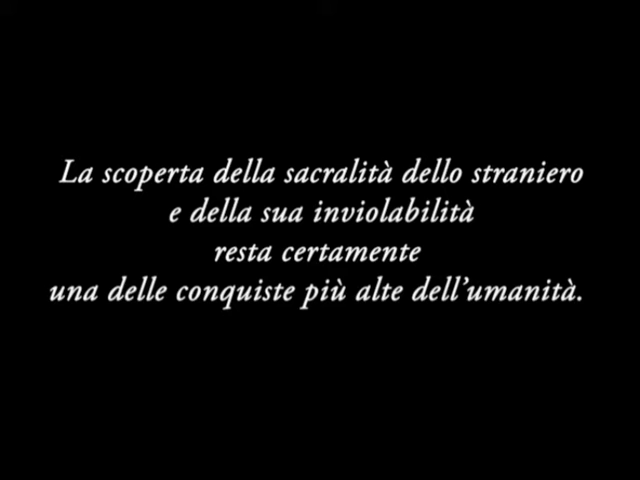 La scoperta della sacralità dello straniero
e della sua inviolabilità
resta certamente
una delle conquiste più alte dell'umanità.